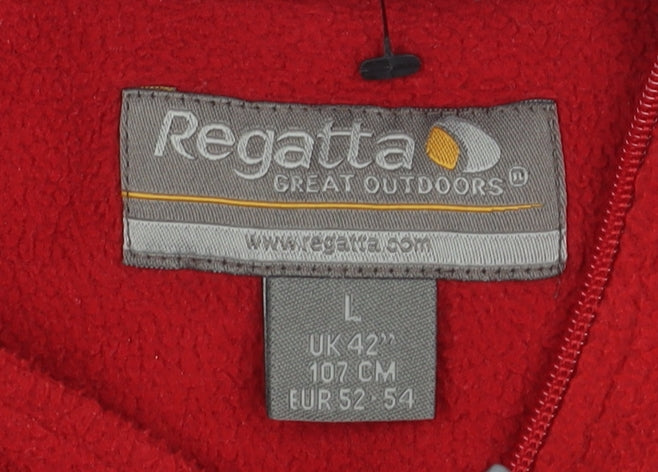 Regatta
GREAT OUTDOORS
www.regatta.com
L
UK 42"
107 CM
EUR 52 - 54